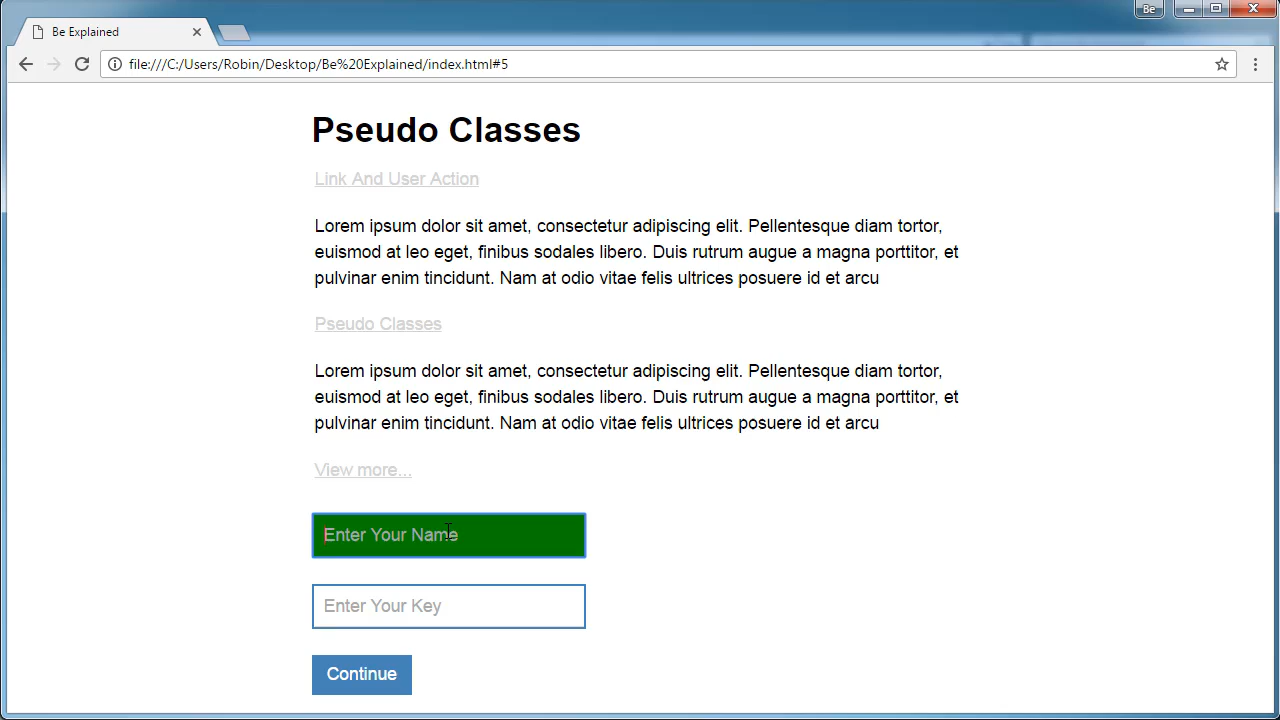 Be
Be Explained
file:///C:/Users/Robin/Desktop/Be%20Explained/index.html#5
Pseudo Classes
Link And User Action
Lorem ipsum dolor sit amet, consectetur adipiscing elit. Pellentesque diam tortor,
euismod at leo eget, finibus sodales libero. Duis rutrum augue a magna porttitor, et
pulvinar enim tincidunt. Nam at odio vitae felis ultrices posuere id et arcu
Pseudo Classes
Lorem ipsum dolor sit amet, consectetur adipiscing elit. Pellentesque diam tortor,
euismod at leo eget, finibus sodales libero. Duis rutrum augue a magna porttitor, et
pulvinar enim tincidunt. Nam at odio vitae felis ultrices posuere id et arcu
View more...
Enter Your Name
Enter Your Key
Continue